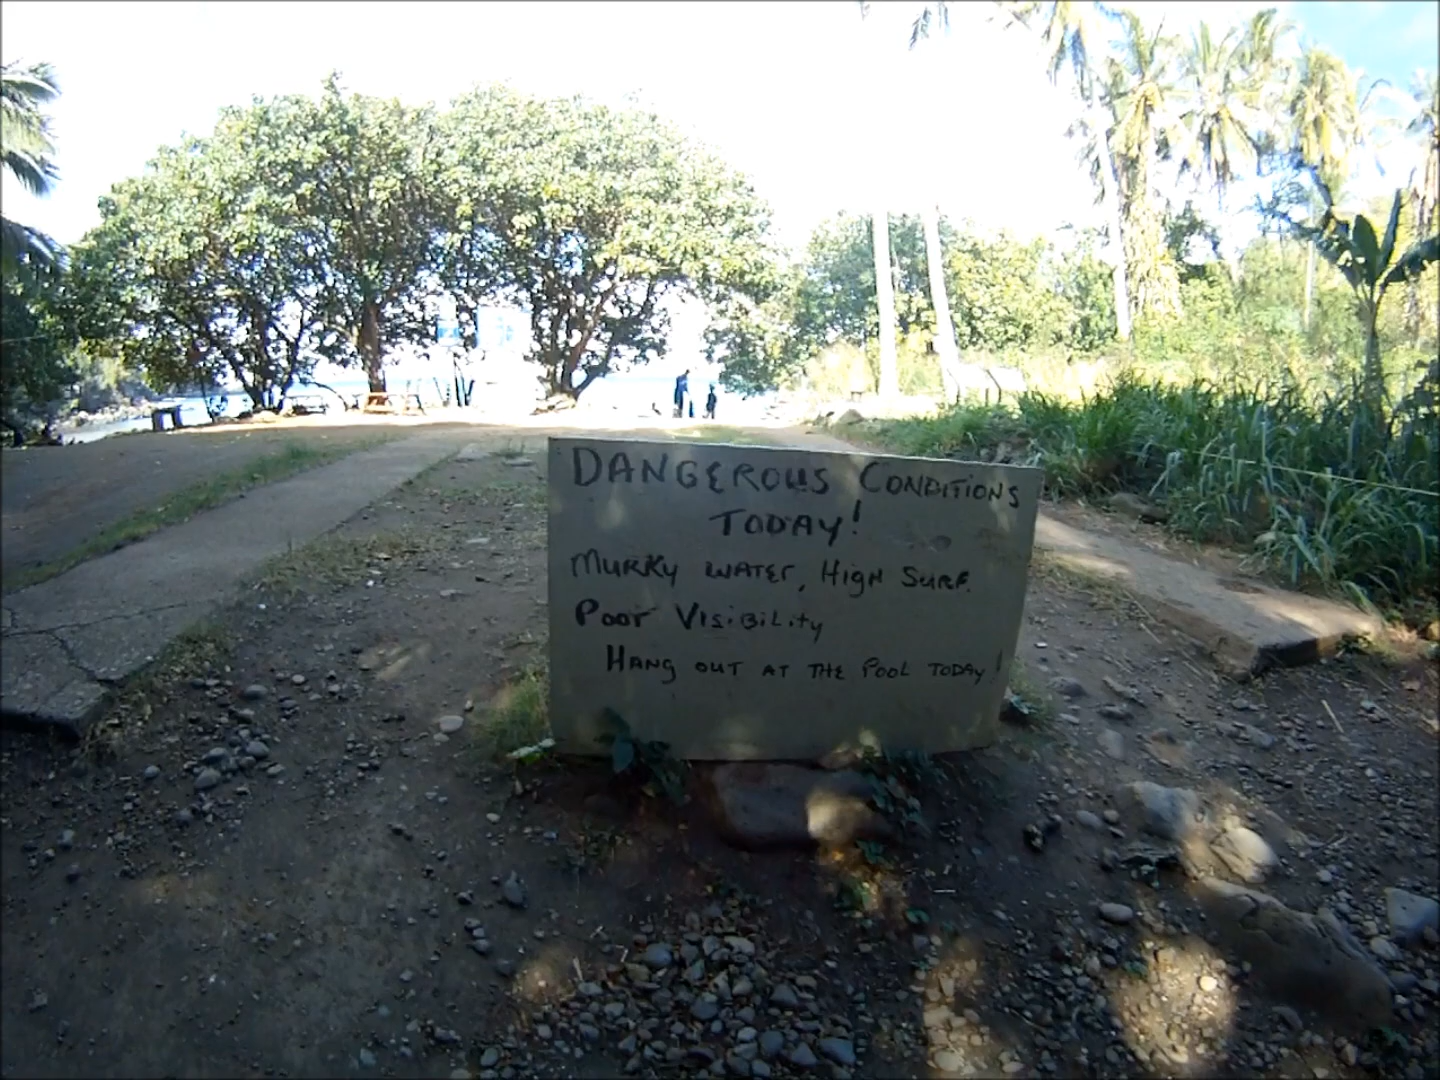 DANGEROUS CONDITIONS
TODAY!
MURKY WATER, HIGH SURF.
POOR VISIBILITY
HANG OUT AT THE POOL TODAY!